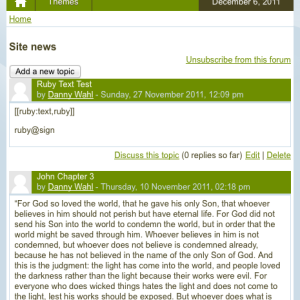 Themes
December 6, 2011
Home
Site news
Unsubscribe from this forum
Add a new topic
Ruby Text Test
by Danny Wahl - Sunday, 27 November 2011, 12:09 pm
[[ruby:text,ruby]]
ruby@sign
Discuss this topic (0 replies so far) Edit | Delete
John Chapter 3
by Danny Wahl - Thursday, 10 November 2011, 02:18 pm
“For God so loved the world, that he gave his only Son, that whoever
believes in him should not perish but have eternal life. For God did not
send his Son into the world to condemn the world, but in order that the
world might be saved through him. Whoever believes in him is not
condemned, but whoever does not believe is condemned already,
because he has not believed in the name of the only Son of God. And
this is the judgment: the light has come into the world, and people loved
the darkness rather than the light because their works were evil. For
everyone who does wicked things hates the light and does not come to
the light, lest his works should be exposed. But whoever does what is